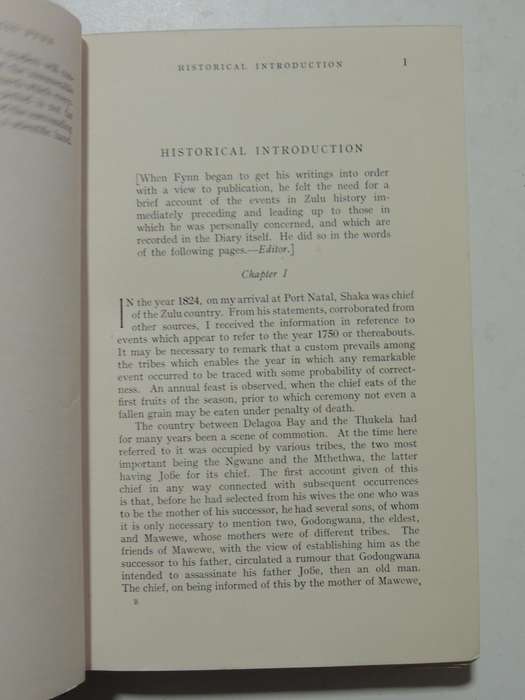 HISTORICAL INTRODUCTION 1
HISTORICAL INTRODUCTION
[When Fynn began to get his writings into order
with a view to publication, he felt the need for a
brief account of the events in Zulu history im-
mediately preceding and leading up to those in
which he was personally concerned, and which are
recorded in the Diary itself. He did so in the words
of the following pages.—Editor.]
Chapter I
IN the year 1824, on my arrival at Port Natal, Shaka was chief
of the Zulu country. From his statements, corroborated from
other sources, I received the information in reference to
events which appear to refer to the year 1750 or thereabouts.
It may be necessary to remark that a custom prevails among
the tribes which enables the year in which any remarkable
event occurred to be traced with some probability of correct-
ness. An annual feast is observed, when the chief eats of the
first fruits of the season, prior to which ceremony not even a
fallen grain may be eaten under penalty of death.
The country between Delagoa Bay and the Thukela had
for many years been a scene of commotion. At the time here
referred to it was occupied by various tribes, the two most
important being the Ngwane and the Mthethwa, the latter
having Joɓe for its chief. The first account given of this
chief in any way connected with subsequent occurrences
is that, before he had selected from his wives the one who was
to be the mother of his successor, he had several sons, of whom
it is only necessary to mention two, Godongwana, the eldest,
and Mawewe, whose mothers were of different tribes. The
friends of Mawewe, with the view of establishing him as the
successor to his father, circulated a rumour that Godongwana
intended to assassinate his father Joɓe, then an old man.
The chief, on being informed of this by the mother of Mawewe,
B